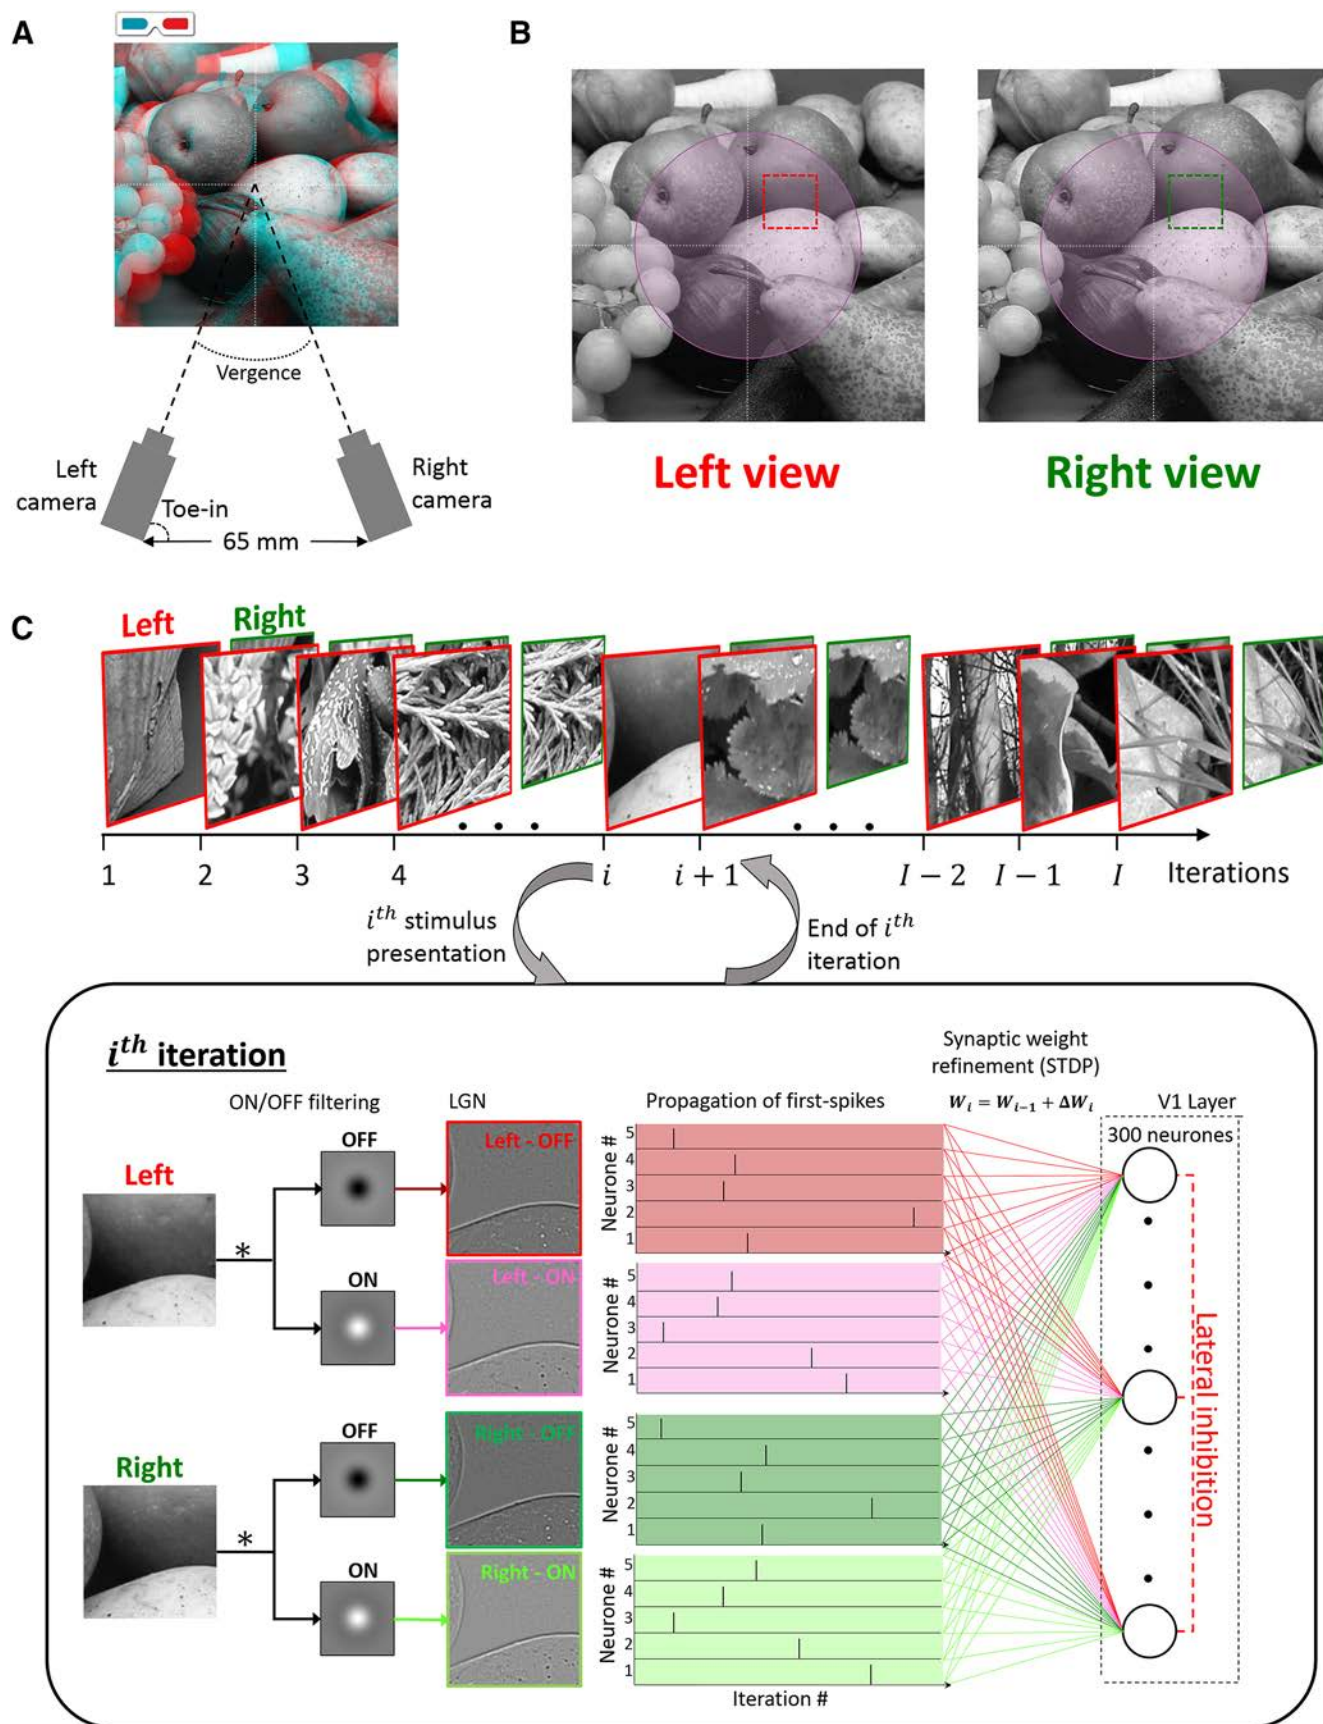 A
B
Vergence
Left
camera
Right
camera
Toe-in
65 mm
Left view
Right view
C
Left
Right
1
2
3
4
i
i + 1
I − 2
I − 1
I
Iterations
i^th stimulus
presentation
End of i^th
iteration
i^th iteration
Synaptic weight
refinement (STDP)
ON/OFF filtering
LGN
Propagation of first-spikes
W_i = W_{i−1} + ΔW_i
V1 Layer
300 neurones
Left
*
OFF
ON
Left - OFF
Left - ON
Neurone #
5
4
3
2
1
Neurone #
5
4
3
2
1
Right
*
OFF
ON
Right - OFF
Right - ON
Neurone #
5
4
3
2
1
Neurone #
5
4
3
2
1
Iteration #
Lateral inhibition